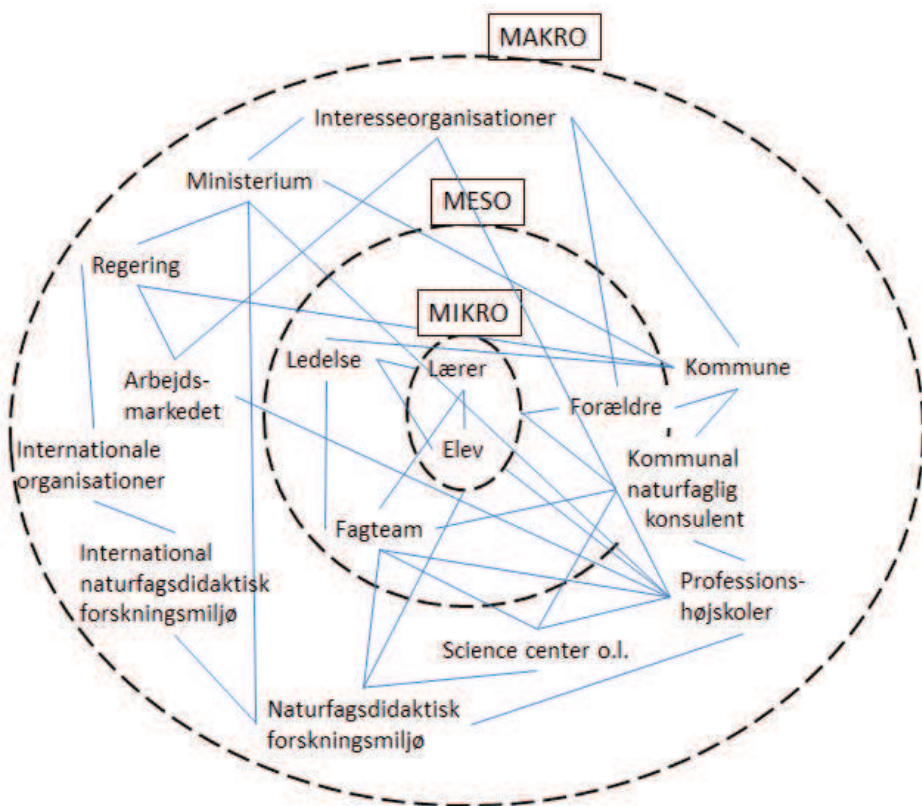 MAKRO
Interesseorganisationer
Ministerium
MESO
Regering
MIKRO
Ledelse
Lærer
Kommune
Arbejds-
markedet
Forældre
Elev
Internationale
organisationer
Kommunal
naturfaglig
konsulent
Fagteam
International
naturfagsdidaktisk
forskningsmiljø
Professions-
højskoler
Science center o.l.
Naturfagsdidaktisk
forskningsmiljø